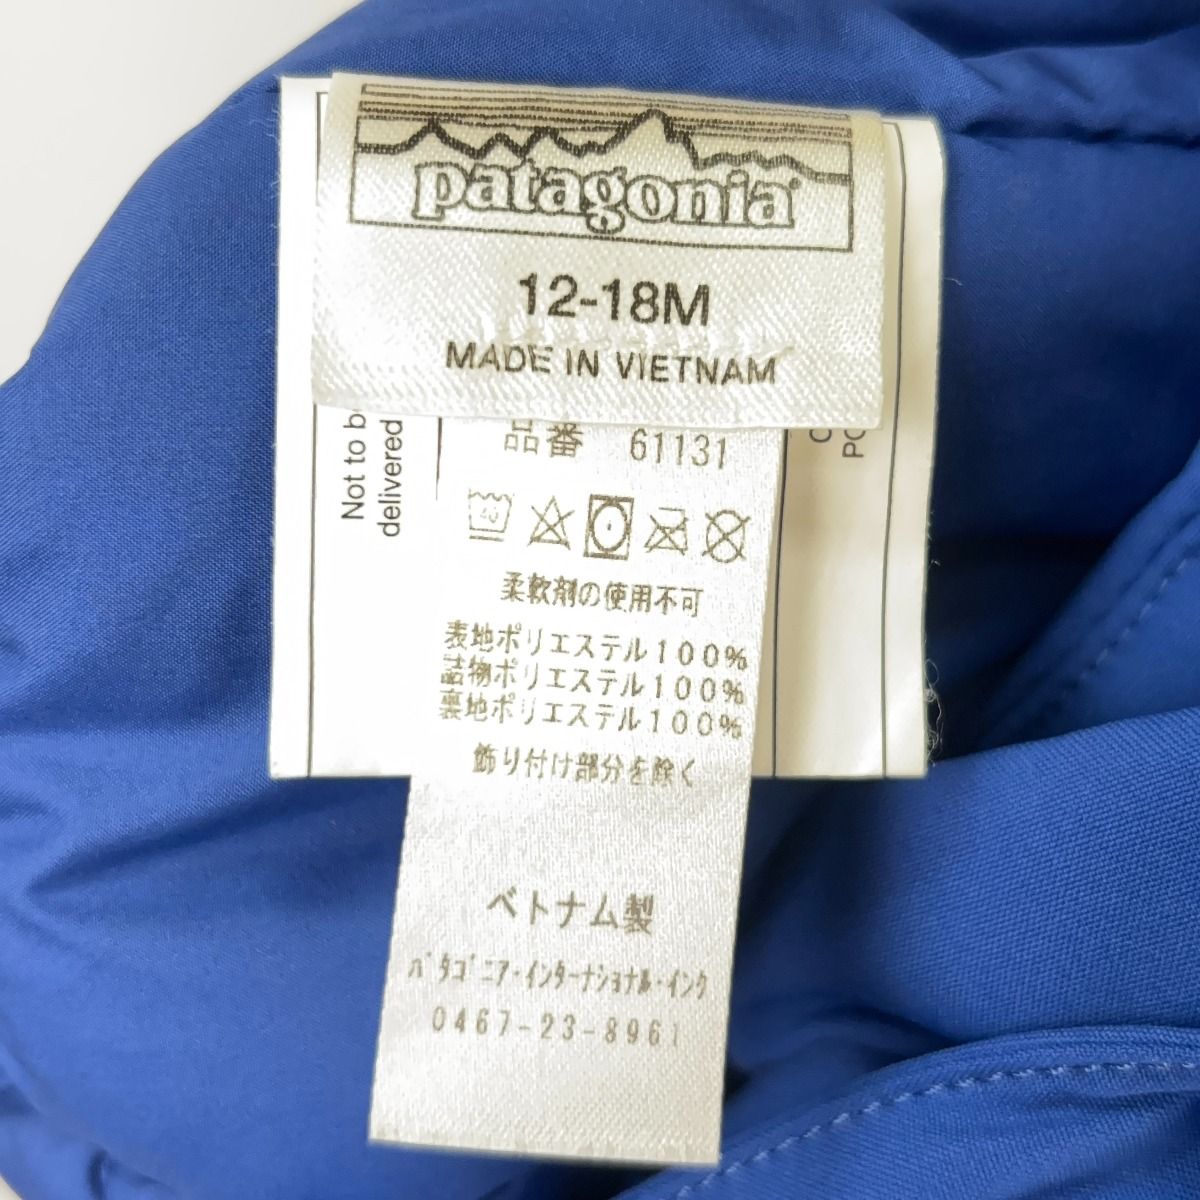 patagonia
12-18M
MADE IN VIETNAM
品番 61131
40
柔軟剤の使用不可
表地ポリエステル100%
詰物ポリエステル100%
裏地ポリエステル100%
飾り付け部分を除く
ベトナム製
パタゴニア・インターナショナル・インク
0467-23-8961
Not to b
delivered